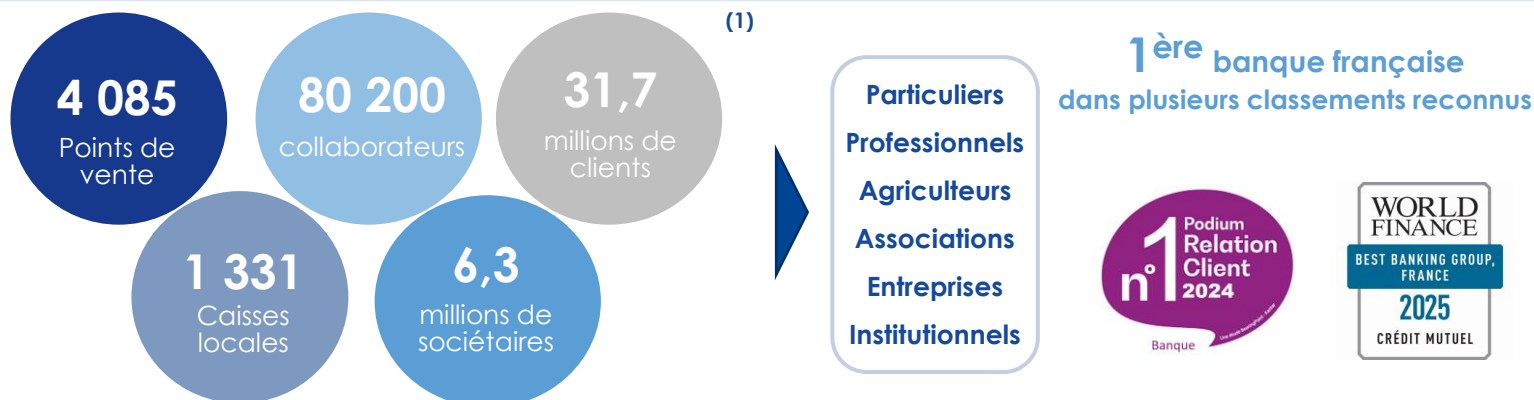 (1)
4 085
Points de
vente
80 200
collaborateurs
31,7
millions de
clients
1 331
Caisses
locales
6,3
millions de
sociétaires
Particuliers
Professionnels
Agriculteurs
Associations
Entreprises
Institutionnels
1ère banque française
dans plusieurs classements reconnus
n°1
Podium
Relation
Client
2024
Banque
WORLD
FINANCE
BEST BANKING GROUP,
FRANCE
2025
CRÉDIT MUTUEL